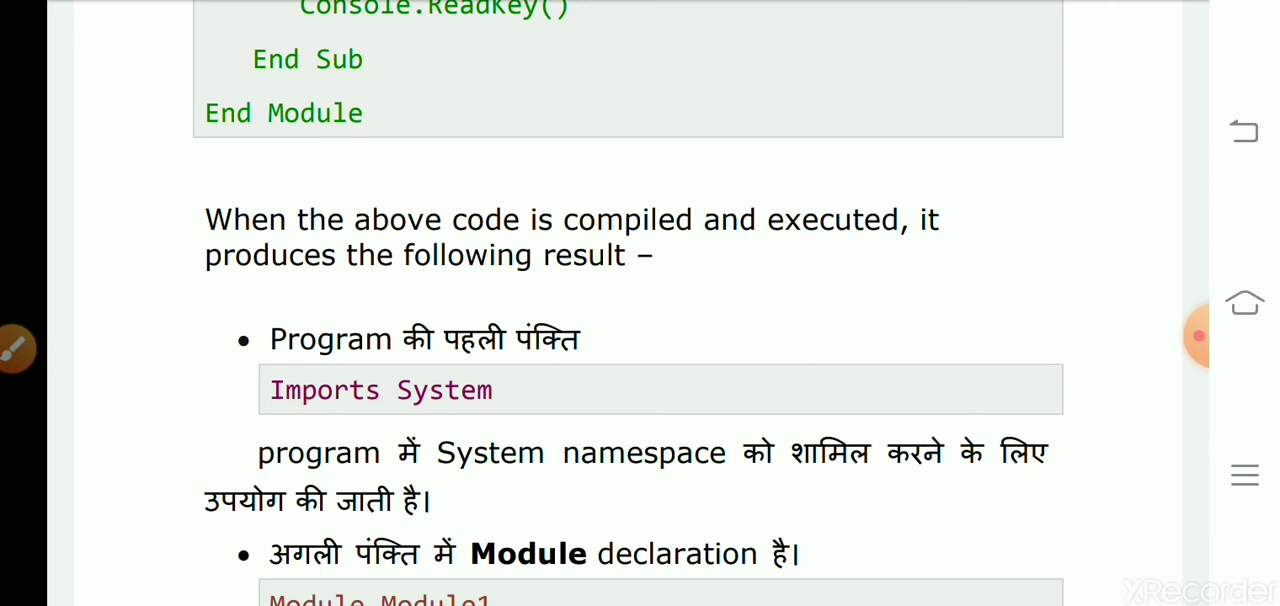 Console.ReadKey()
End Sub
End Module
When the above code is compiled and executed, it
produces the following result –
• Program की पहली पंक्ति
Imports System
program में System namespace को शामिल करने के लिए
उपयोग की जाती है।
• अगली पंक्ति में Module declaration है।
Module Module1
XRecorder